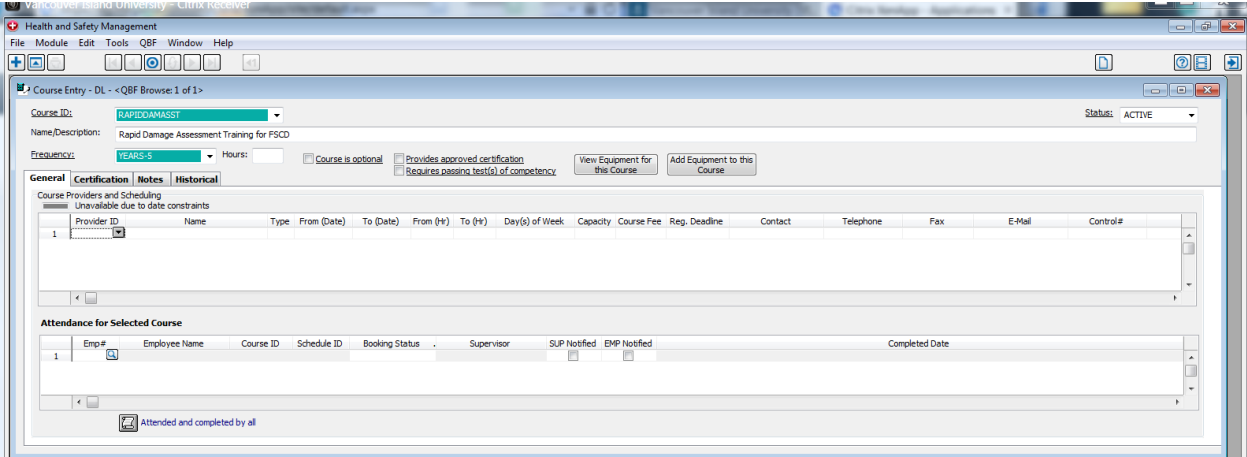 Vancouver Island University - Citrix Receiver
Health and Safety Management
File Module Edit Tools QBF Window Help
Course Entry - DL - <QBF Browse: 1 of 1>
Course ID: RAPIDDAMASST Status: ACTIVE
Name/Description: Rapid Damage Assessment Training for FSCD
Frequency: YEARS-5 Hours: Course is optional Provides approved certification View Equipment for Add Equipment to this
Requires passing test(s) of competency this Course Course
General Certification Notes Historical
Course Providers and Scheduling
Unavailable due to date constraints
Provider ID Name Type From (Date) To (Date) From (Hr) To (Hr) Day(s) of Week Capacity Course Fee Reg. Deadline Contact Telephone Fax E-Mail Control#
1
Attendance for Selected Course
Emp# Employee Name Course ID Schedule ID Booking Status . Supervisor SUP Notified EMP Notified Completed Date
1
Attended and completed by all